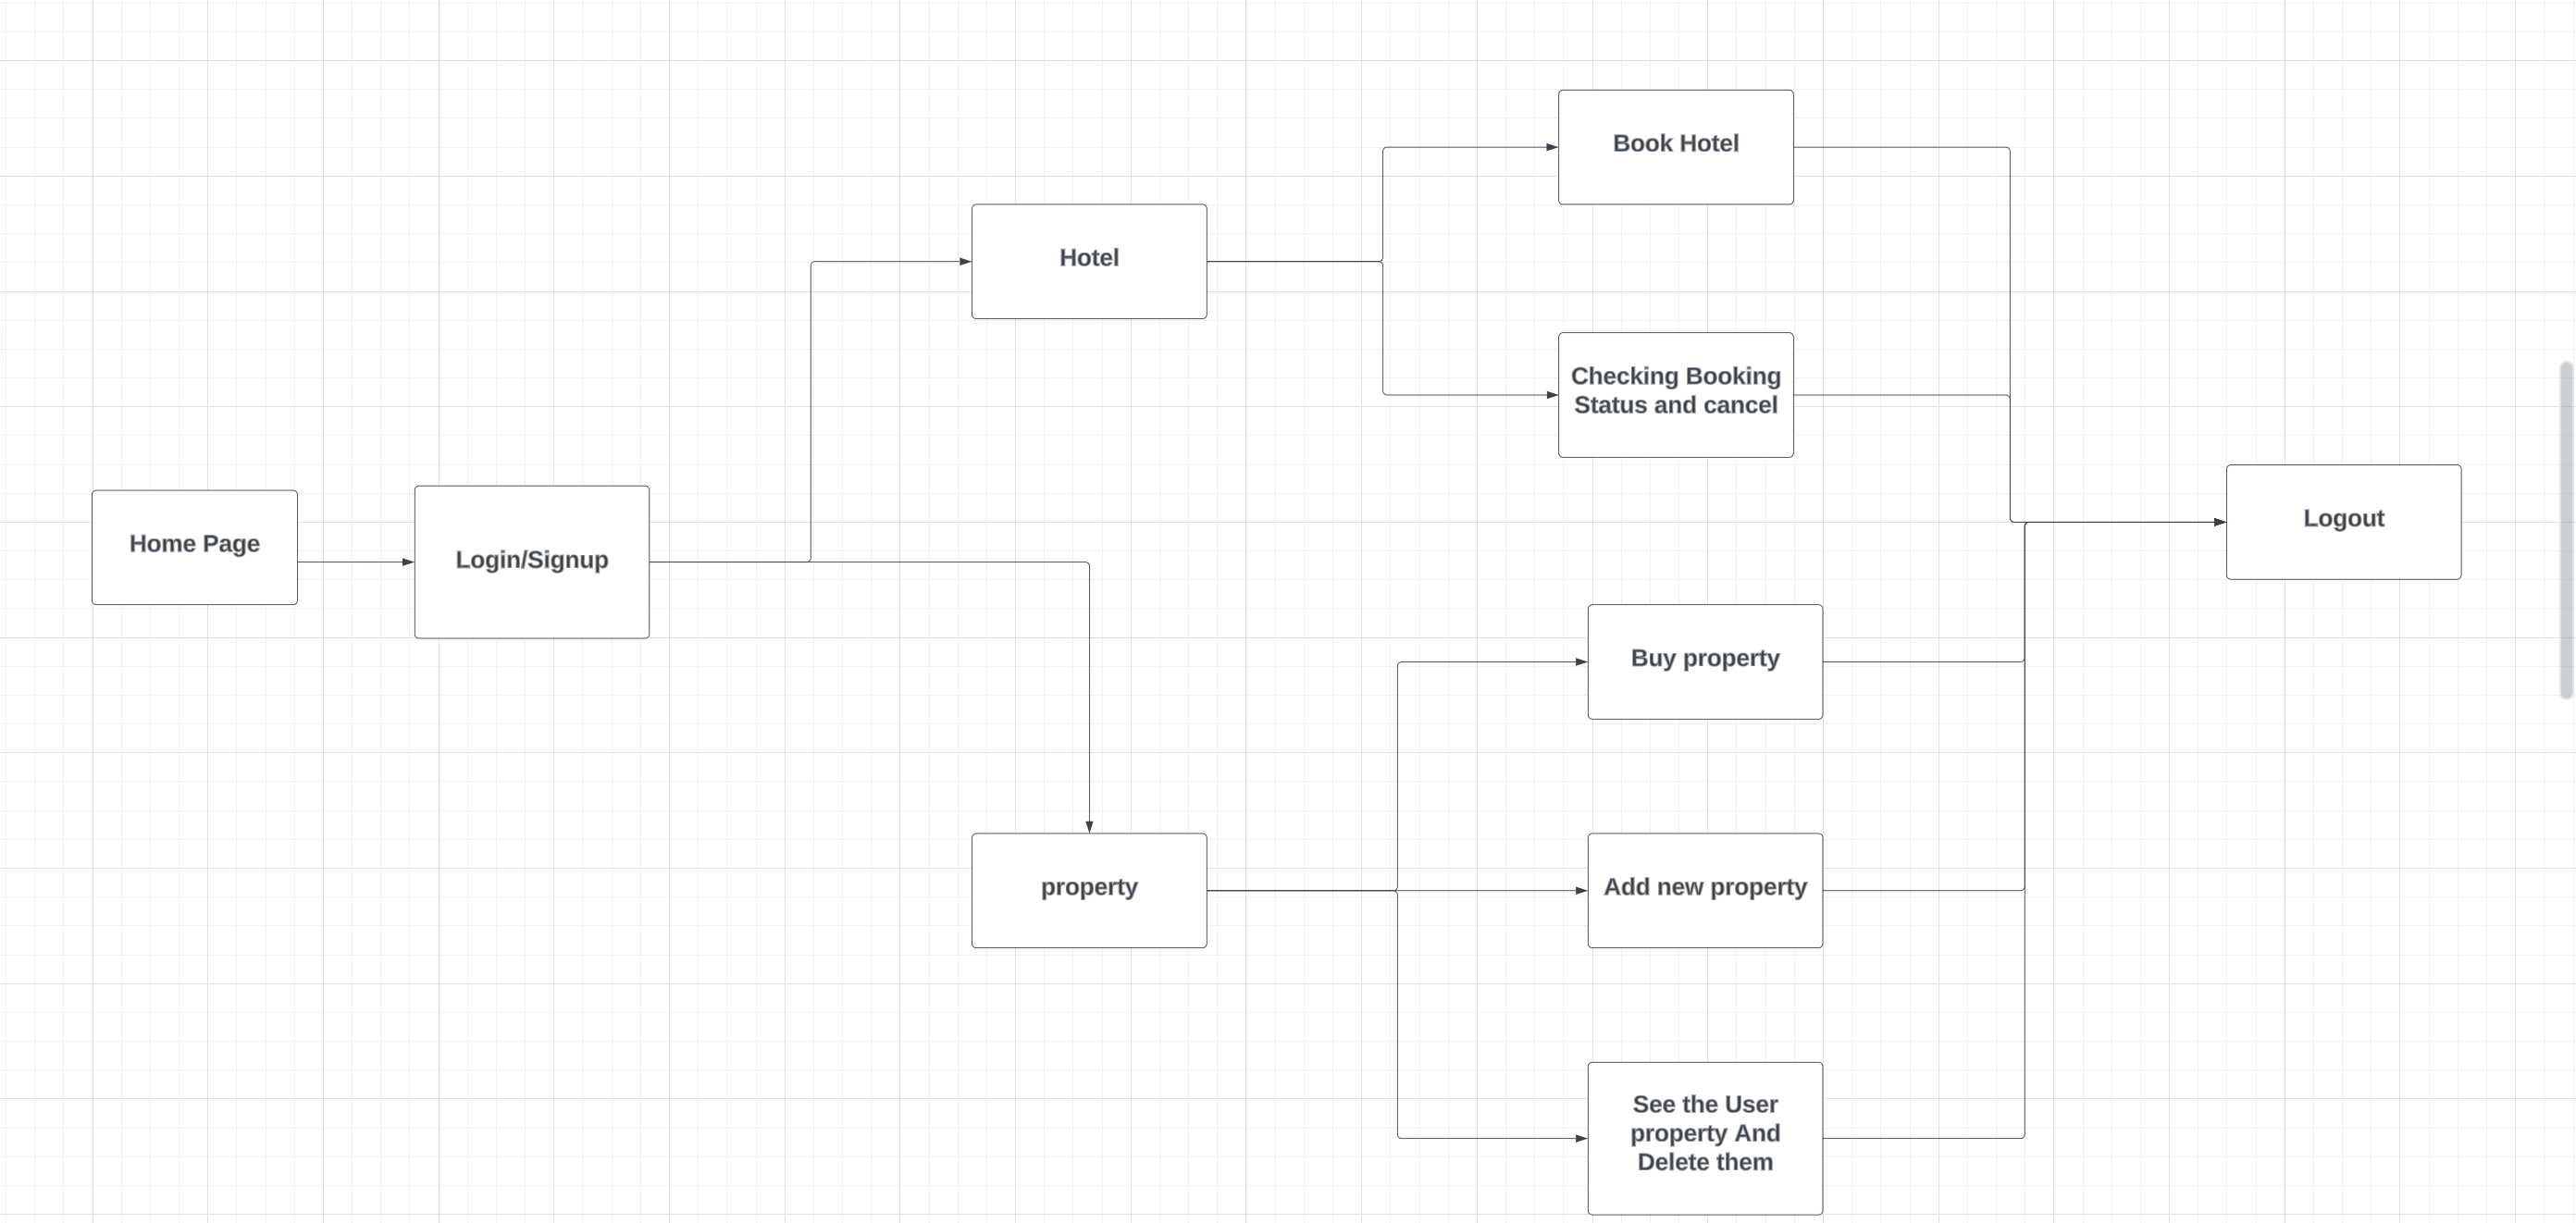 Home Page
Login/Signup
Hotel
property
Book Hotel
Checking Booking
Status and cancel
Buy property
Add new property
See the User
property And
Delete them
Logout